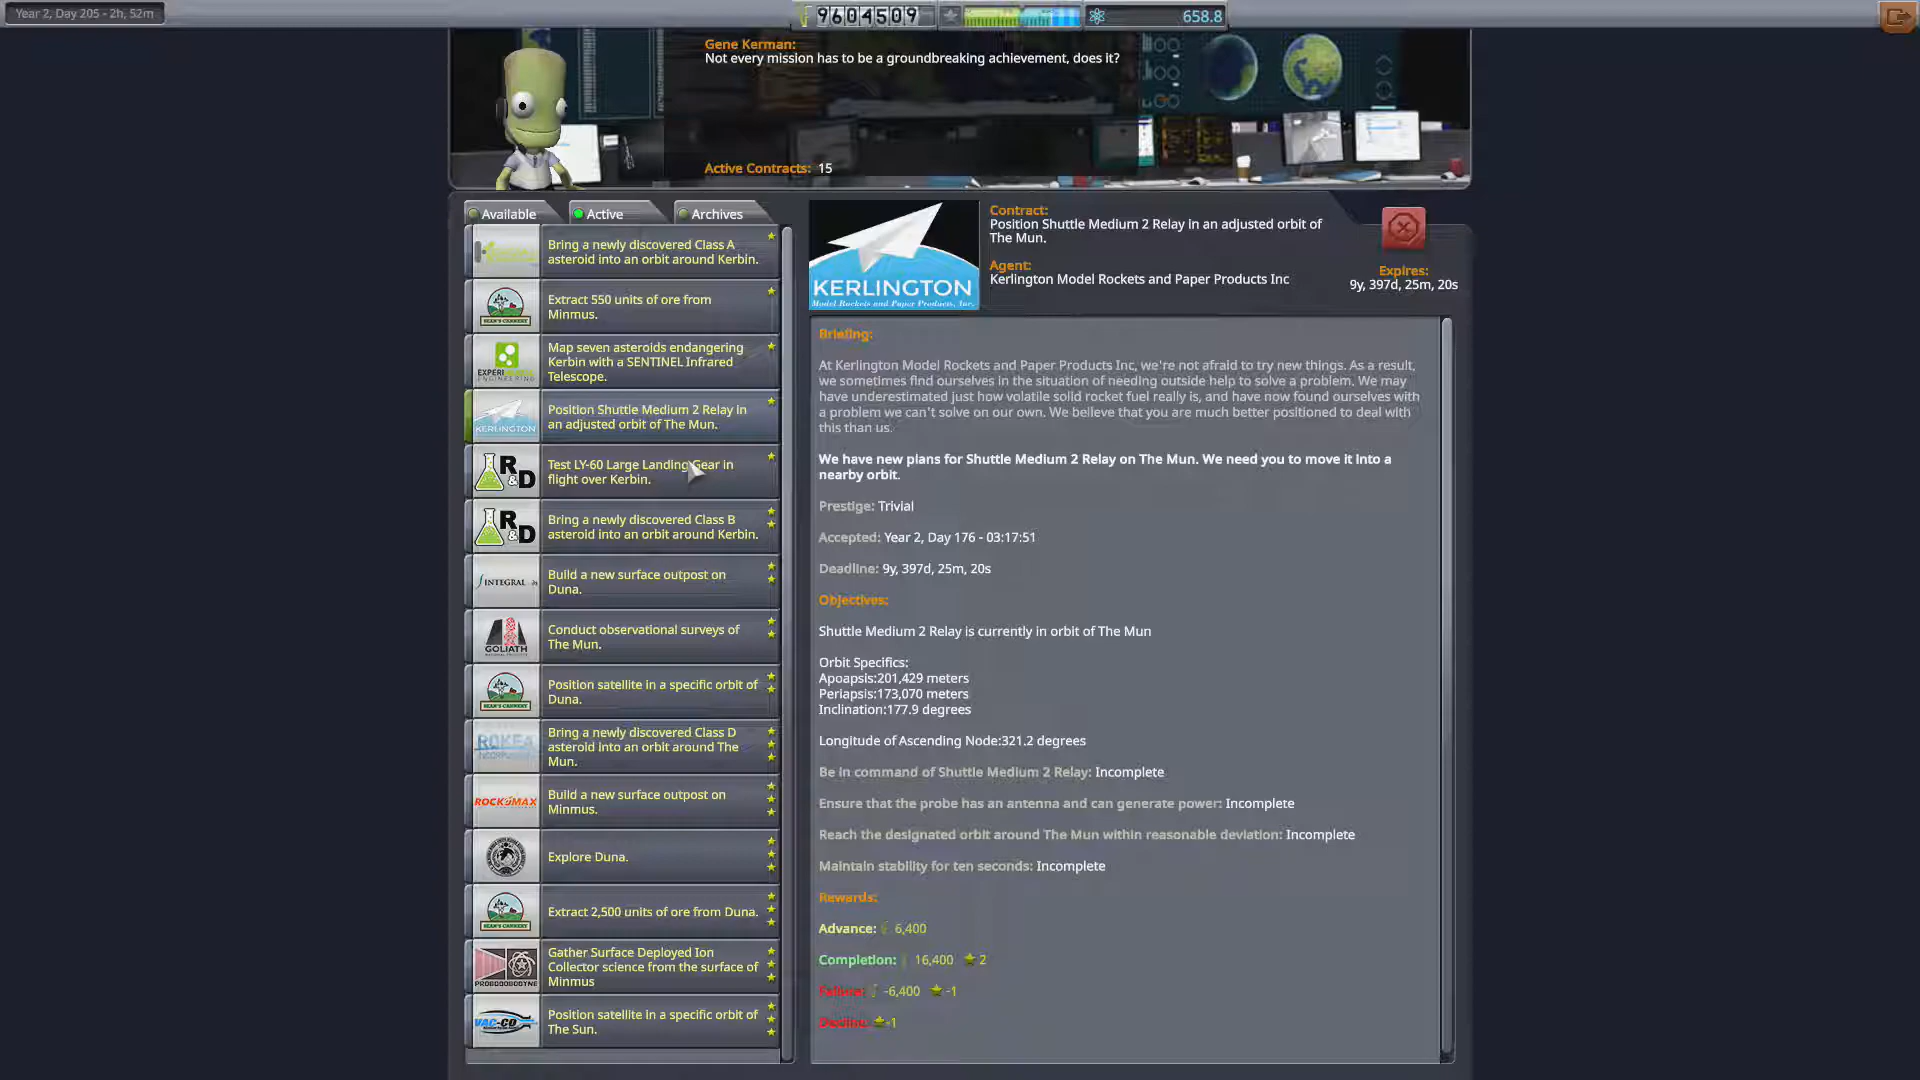 Year 2, Day 205 - 2h, 52m
9604509
658.8
Gene Kerman:
Not every mission has to be a groundbreaking achievement, does it?
Active Contracts: 15
Available
Active
Archives
Bring a newly discovered Class A
asteroid into an orbit around Kerbin.
Extract 550 units of ore from
Minmus.
Map seven asteroids endangering
Kerbin with a SENTINEL Infrared
Telescope.
Position Shuttle Medium 2 Relay in
an adjusted orbit of The Mun.
KERLINGTON
Test LY-60 Large Landing Gear in
flight over Kerbin.
R&D
Bring a newly discovered Class B
asteroid into an orbit around Kerbin.
R&D
Build a new surface outpost on
Duna.
INTEGRAL
Conduct observational surveys of
The Mun.
GOLIATH
Position satellite in a specific orbit of
Duna.
Bring a newly discovered Class D
asteroid into an orbit around The
Mun.
Build a new surface outpost on
Minmus.
ROCKOMAX
Explore Duna.
Extract 2,500 units of ore from Duna.
Gather Surface Deployed Ion
Collector science from the surface of
Minmus
PROBODOBODYNE
Position satellite in a specific orbit of
The Sun.
VAC-CO
KERLINGTON
Model Rockets and Paper Products, Inc.
Contract:
Position Shuttle Medium 2 Relay in an adjusted orbit of
The Mun.
Agent:
Kerlington Model Rockets and Paper Products Inc
Expires:
9y, 397d, 25m, 20s
Briefing:
At Kerlington Model Rockets and Paper Products Inc, we're not afraid to try new things. As a result,
we sometimes find ourselves in the situation of needing outside help to solve a problem. We may
have underestimated just how volatile solid rocket fuel really is, and have now found ourselves with
a problem we can't solve on our own. We believe that you are much better positioned to deal with
this than us.
We have new plans for Shuttle Medium 2 Relay on The Mun. We need you to move it into a
nearby orbit.
Prestige: Trivial
Accepted: Year 2, Day 176 - 03:17:51
Deadline: 9y, 397d, 25m, 20s
Objectives:
Shuttle Medium 2 Relay is currently in orbit of The Mun
Orbit Specifics:
Apoapsis:201,429 meters
Periapsis:173,070 meters
Inclination:177.9 degrees
Longitude of Ascending Node:321.2 degrees
Be in command of Shuttle Medium 2 Relay: Incomplete
Ensure that the probe has an antenna and can generate power: Incomplete
Reach the designated orbit around The Mun within reasonable deviation: Incomplete
Maintain stability for ten seconds: Incomplete
Rewards:
Advance: 6,400
Completion: 16,400 2
Failure: -6,400 -1
Decline: -1